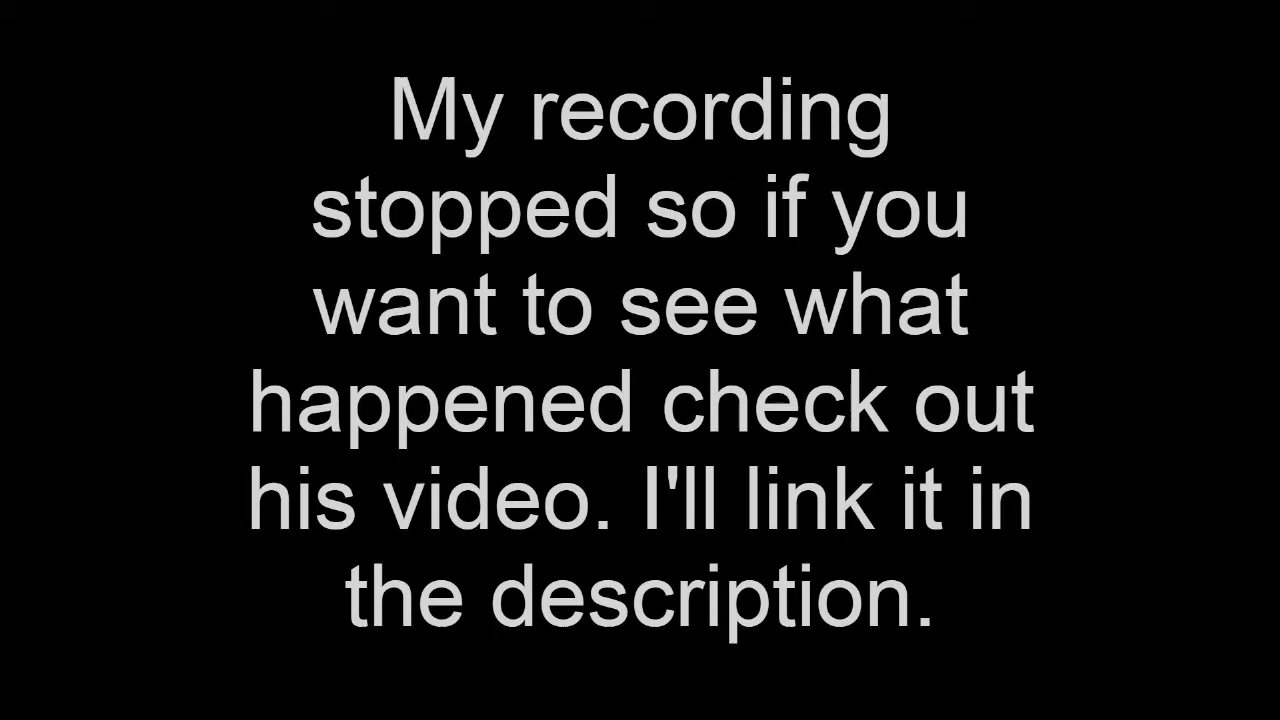 My recording
stopped so if you
want to see what
happened check out
his video. I'll link it in
the description.